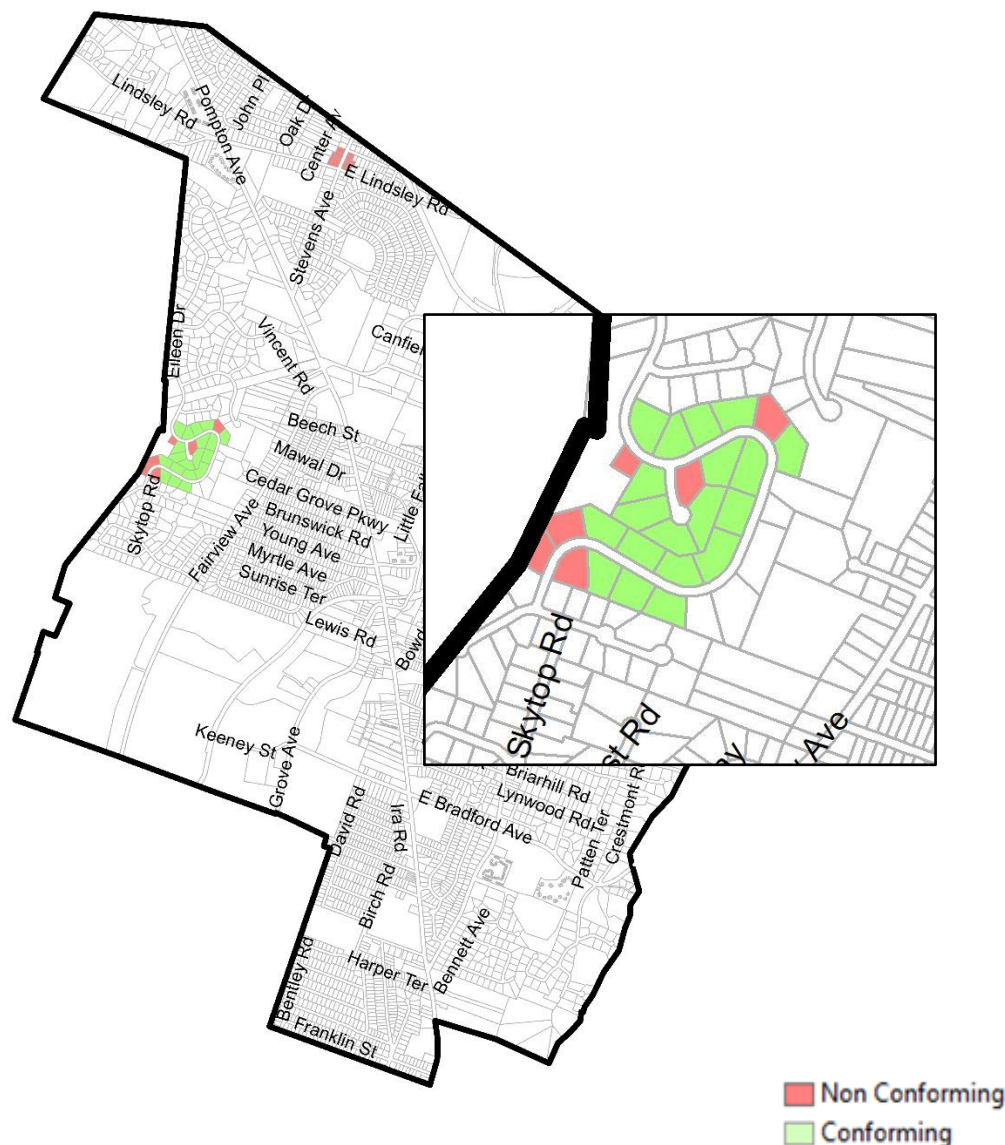 Lindsley Rd
Pompton Ave
John Pl
Oak D
Center Av
E Lindsley Rd
Stevens Ave
Eileen Dr
Vincent Rd
Canfie
Beech St
Mawal Dr
Cedar Grove Pkwy
Little Fall
Brunswick Rd
Young Ave
Myrtle Ave
Sunrise Ter
Skytop Rd
Fairview Ave
Lewis Rd
Bowd
Skytop Rd
st Rd
Ave
Keeney St
Grove Ave
David Rd
Ira Rd
E Bradford Ave
Briarhill Rd
Lynwood Rd
Patten Ter
Crestmont R
Birch Rd
Bennett Ave
Harper Ter
Bentley Rd
Franklin St
Non Conforming
Conforming